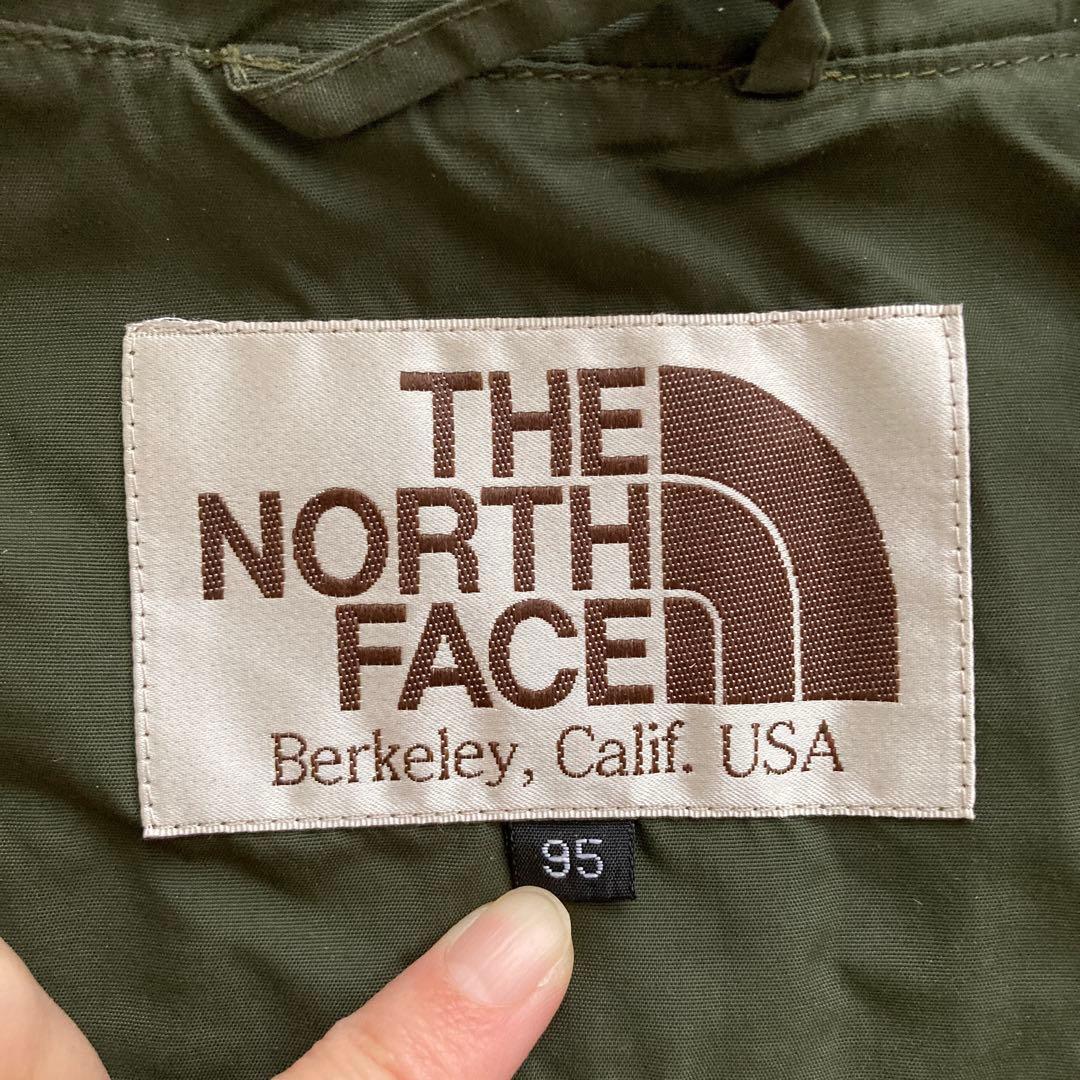 THE
NORTH
FACE
Berkeley, Calif. USA
95